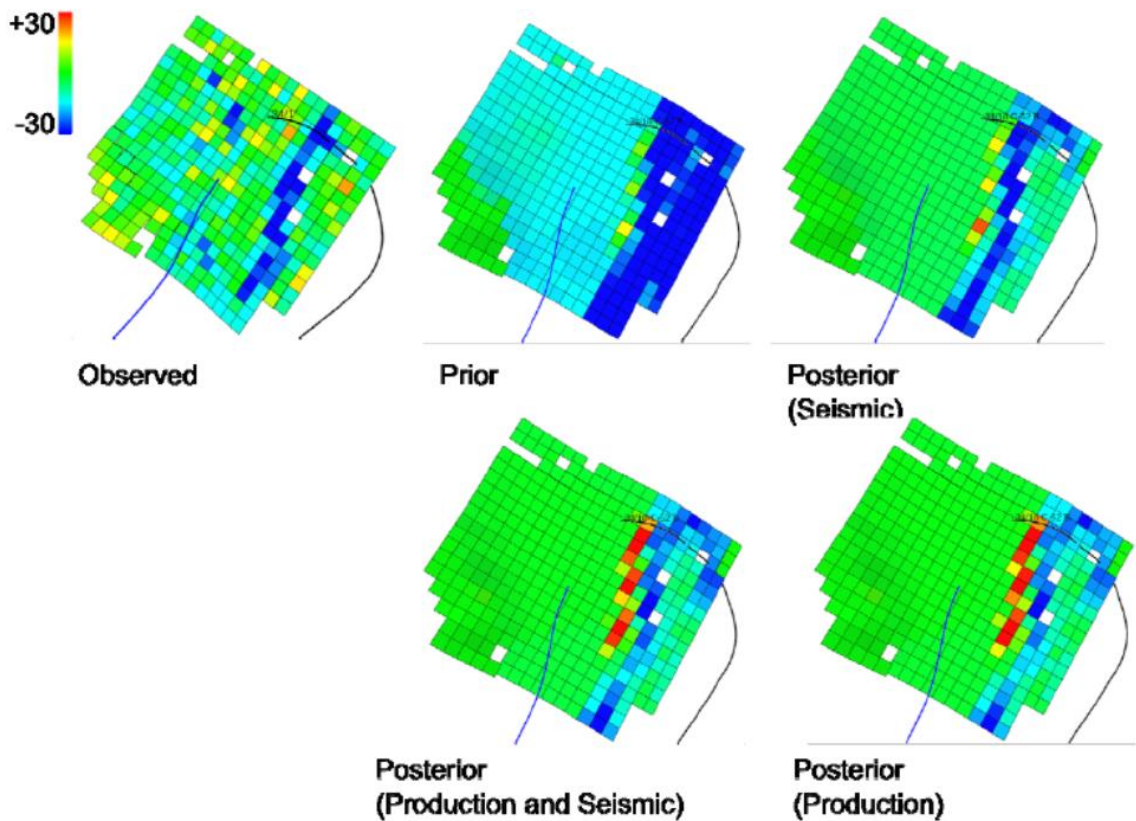 +30
-30
Observed
Prior
Posterior
(Seismic)
Posterior
(Production and Seismic)
Posterior
(Production)